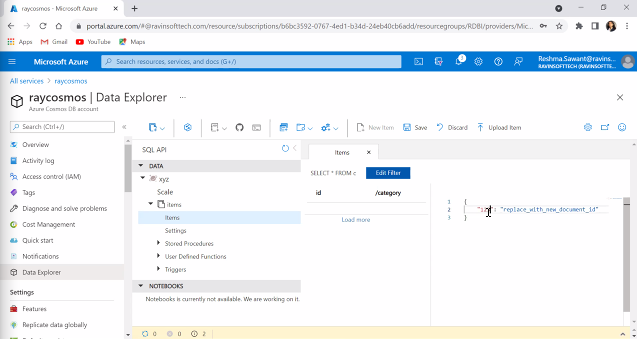 raycosmos - Microsoft Azure
portal.azure.com/#@ravinsofttech.com/resource/subscriptions/b6bc3592-0767-4ed1-b34d-24eb40cb6add/resourcegroups/RDBI/providers/Mic...
Apps Gmail YouTube Maps
Microsoft Azure
Search resources, services, and docs (G+/)
Reshma.Sawant@ravins...
RAVINSOFTTECH (RAVINSOFTTE...
All services > raycosmos
raycosmos | Data Explorer ...
Azure Cosmos DB account
Search (Ctrl+/)
New Item Save Discard Upload Item
Overview
Activity log
Access control (IAM)
Tags
Diagnose and solve problems
Cost Management
Quick start
Notifications
Data Explorer
Settings
Features
Replicate data globally
SQL API
DATA
xyz
Scale
items
Items
Settings
Stored Procedures
User Defined Functions
Triggers
NOTEBOOKS
Notebooks is currently not available. We are working on it.
Items
SELECT * FROM c Edit Filter
id /category
Load more
1 {
2 "id": "replace_with_new_document_id"
3 }
0 0 2